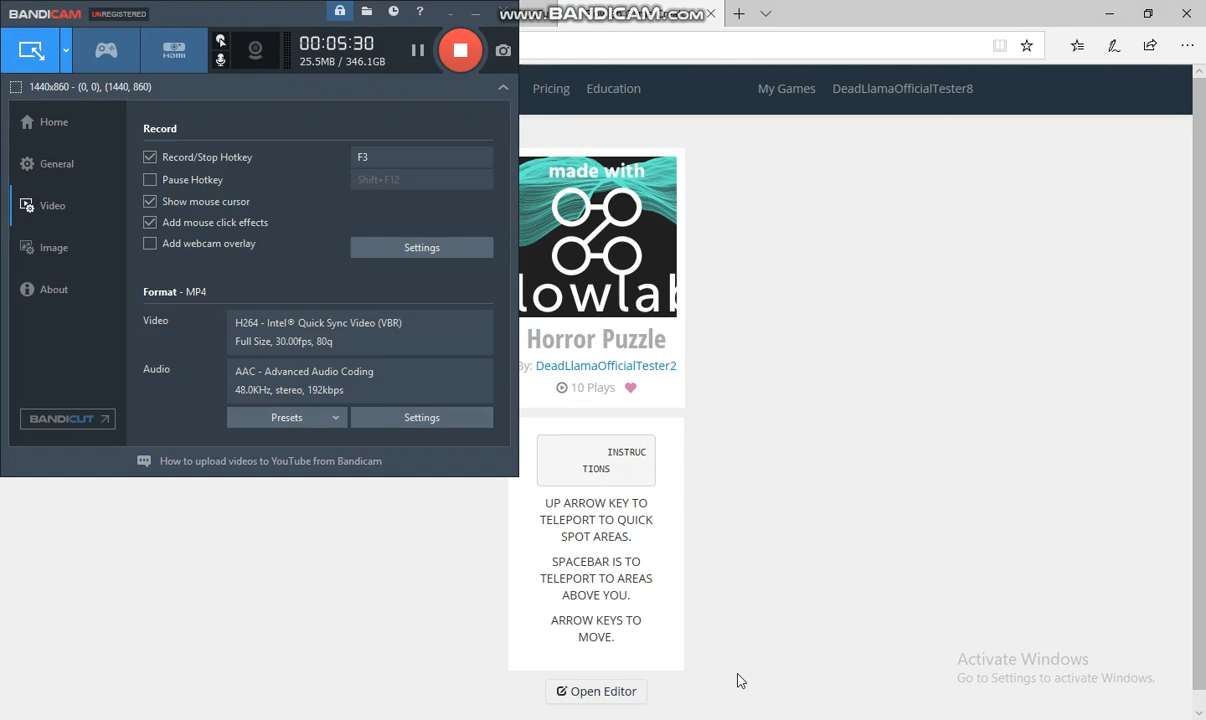 BANDICAM UNREGISTERED
?
www.BANDICAM.com
HDMI
00:05:30
25.5MB / 346.1GB
1440x860 - (0, 0), (1440, 860)
Home
General
Video
Image
About
BANDICUT
Record
Record/Stop Hotkey F3
Pause Hotkey Shift+F12
Show mouse cursor
Add mouse click effects
Add webcam overlay Settings
Format - MP4
Video H264 - Intel® Quick Sync Video (VBR)
Full Size, 30.00fps, 80q
Audio AAC - Advanced Audio Coding
48.0KHz, stereo, 192kbps
Presets Settings
How to upload videos to YouTube from Bandicam
Pricing Education My Games DeadLlamaOfficialTester8
made with
lowlab
Horror Puzzle
By: DeadLlamaOfficialTester2
10 Plays
INSTRUC
TIONS
UP ARROW KEY TO
TELEPORT TO QUICK
SPOT AREAS.
SPACEBAR IS TO
TELEPORT TO AREAS
ABOVE YOU.
ARROW KEYS TO
MOVE.
Open Editor
Activate Windows
Go to Settings to activate Windows.